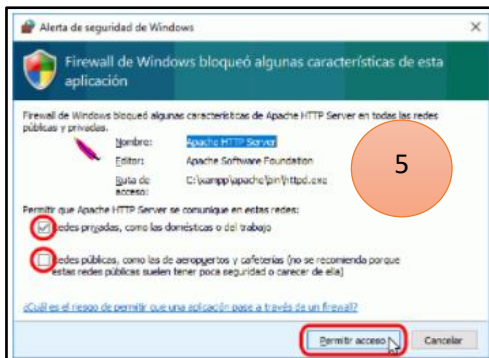 Alerta de seguridad de Windows
Firewall de Windows bloqueó algunas características de esta
aplicación
Firewall de Windows bloqueó algunas características de Apache HTTP Server en todas las redes
públicas y privadas.
Nombre: Apache HTTP Server
Editor: Apache Software Foundation
Ruta de
acceso: C:\xampp\apache\bin\httpd.exe
5
Permitir que Apache HTTP Server se comunique en estas redes:
Redes privadas, como las domésticas o del trabajo
Redes públicas, como las de aeropuertos y cafeterías (no se recomienda porque
estas redes públicas suelen tener poca seguridad o carecer de ella)
¿Cuál es el riesgo de permitir que una aplicación pase a través de un firewall?
Permitir acceso Cancelar